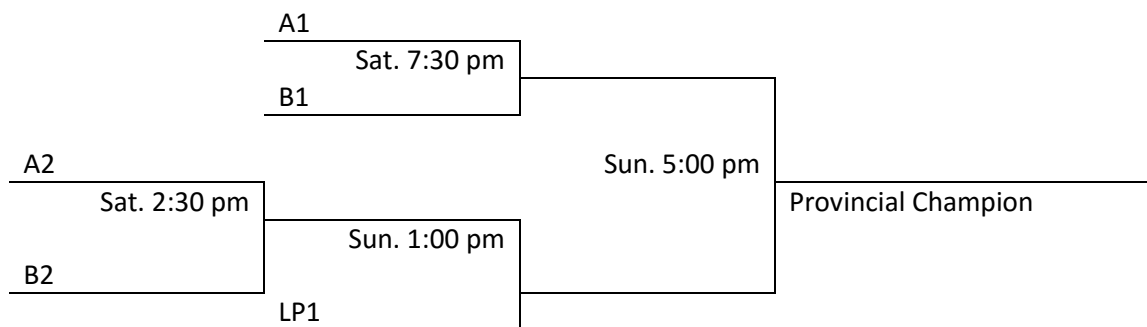 A1
Sat. 7:30 pm
B1
A2
Sun. 5:00 pm
Sat. 2:30 pm
Provincial Champion
Sun. 1:00 pm
B2
LP1